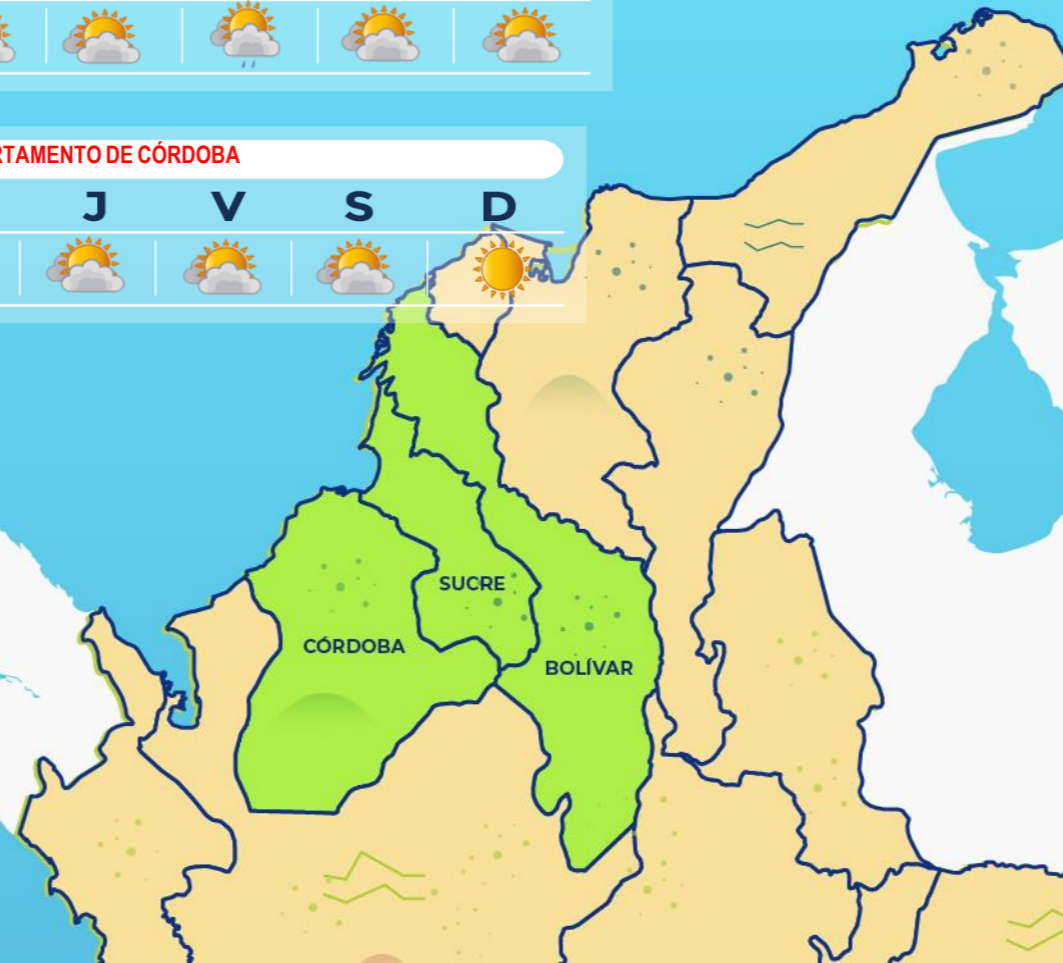 RTAMENTO DE CÓRDOBA
J V S D
SUCRE
CÓRDOBA
BOLÍVAR